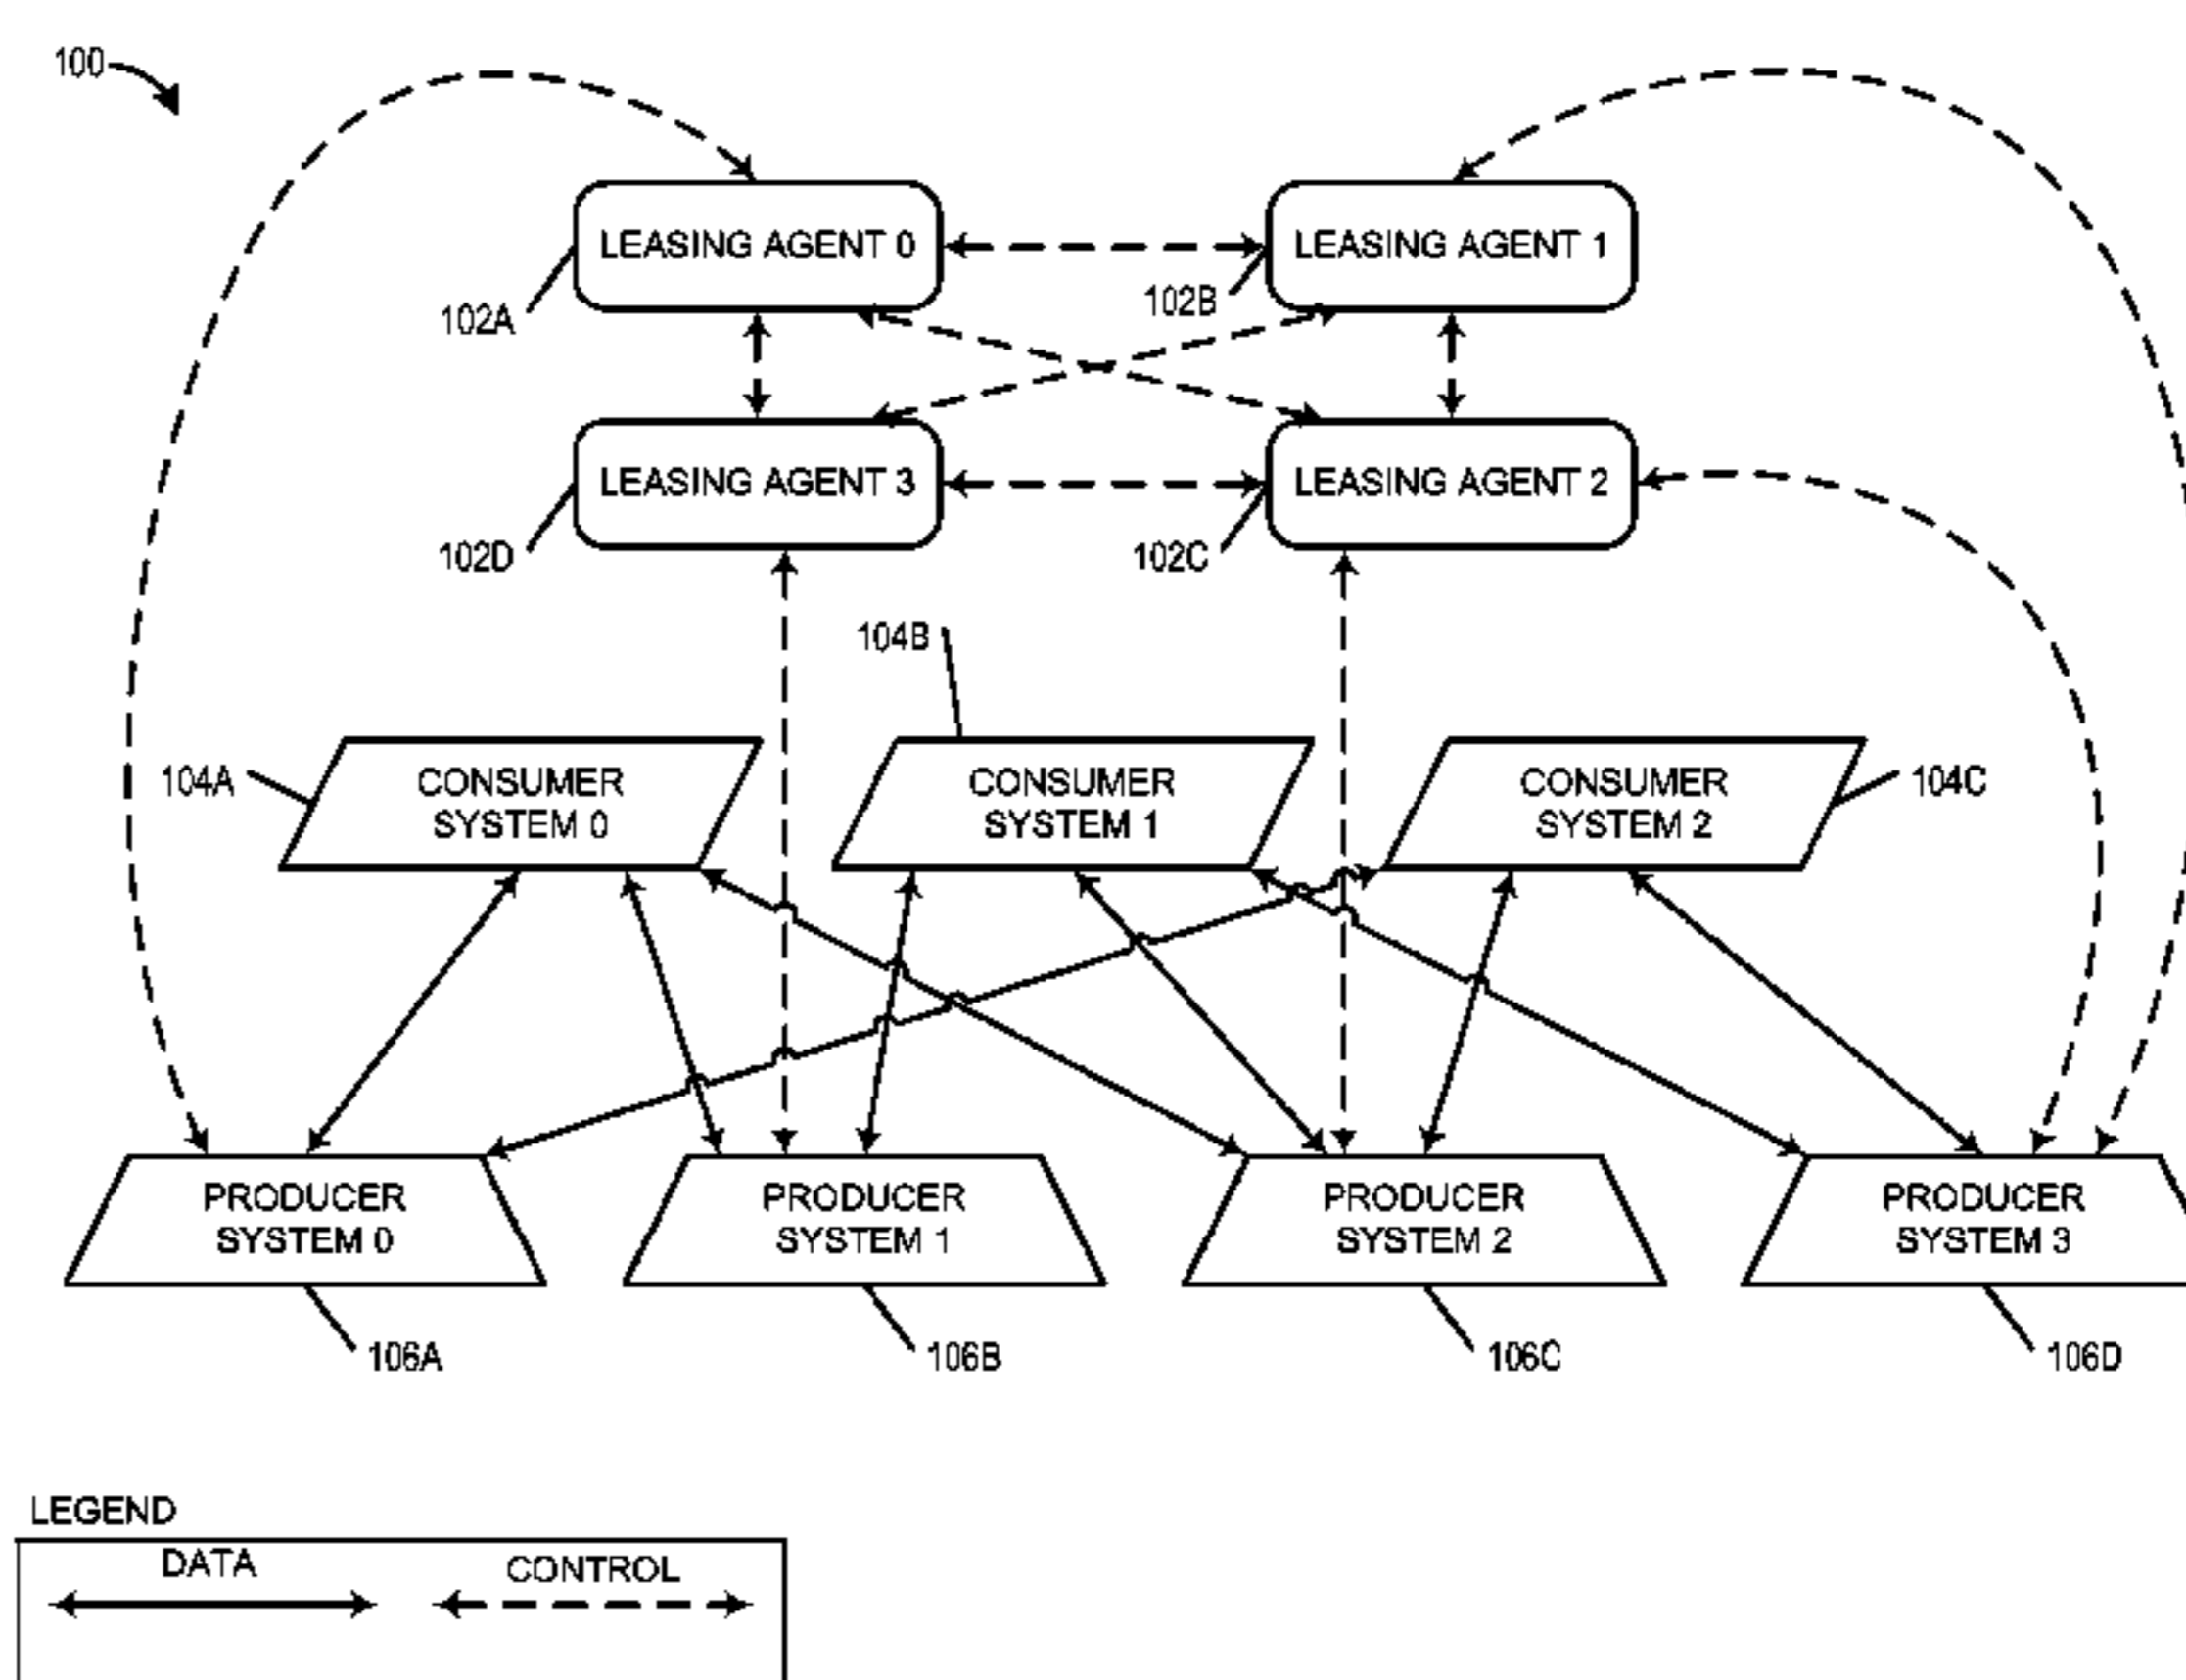 100
LEASING AGENT 0
LEASING AGENT 1
102A
102B
LEASING AGENT 3
LEASING AGENT 2
102D
102C
104B
104A
CONSUMER
SYSTEM 0
CONSUMER
SYSTEM 1
CONSUMER
SYSTEM 2
104C
PRODUCER
SYSTEM 0
PRODUCER
SYSTEM 1
PRODUCER
SYSTEM 2
PRODUCER
SYSTEM 3
106A
106B
106C
106D
LEGEND
DATA
CONTROL